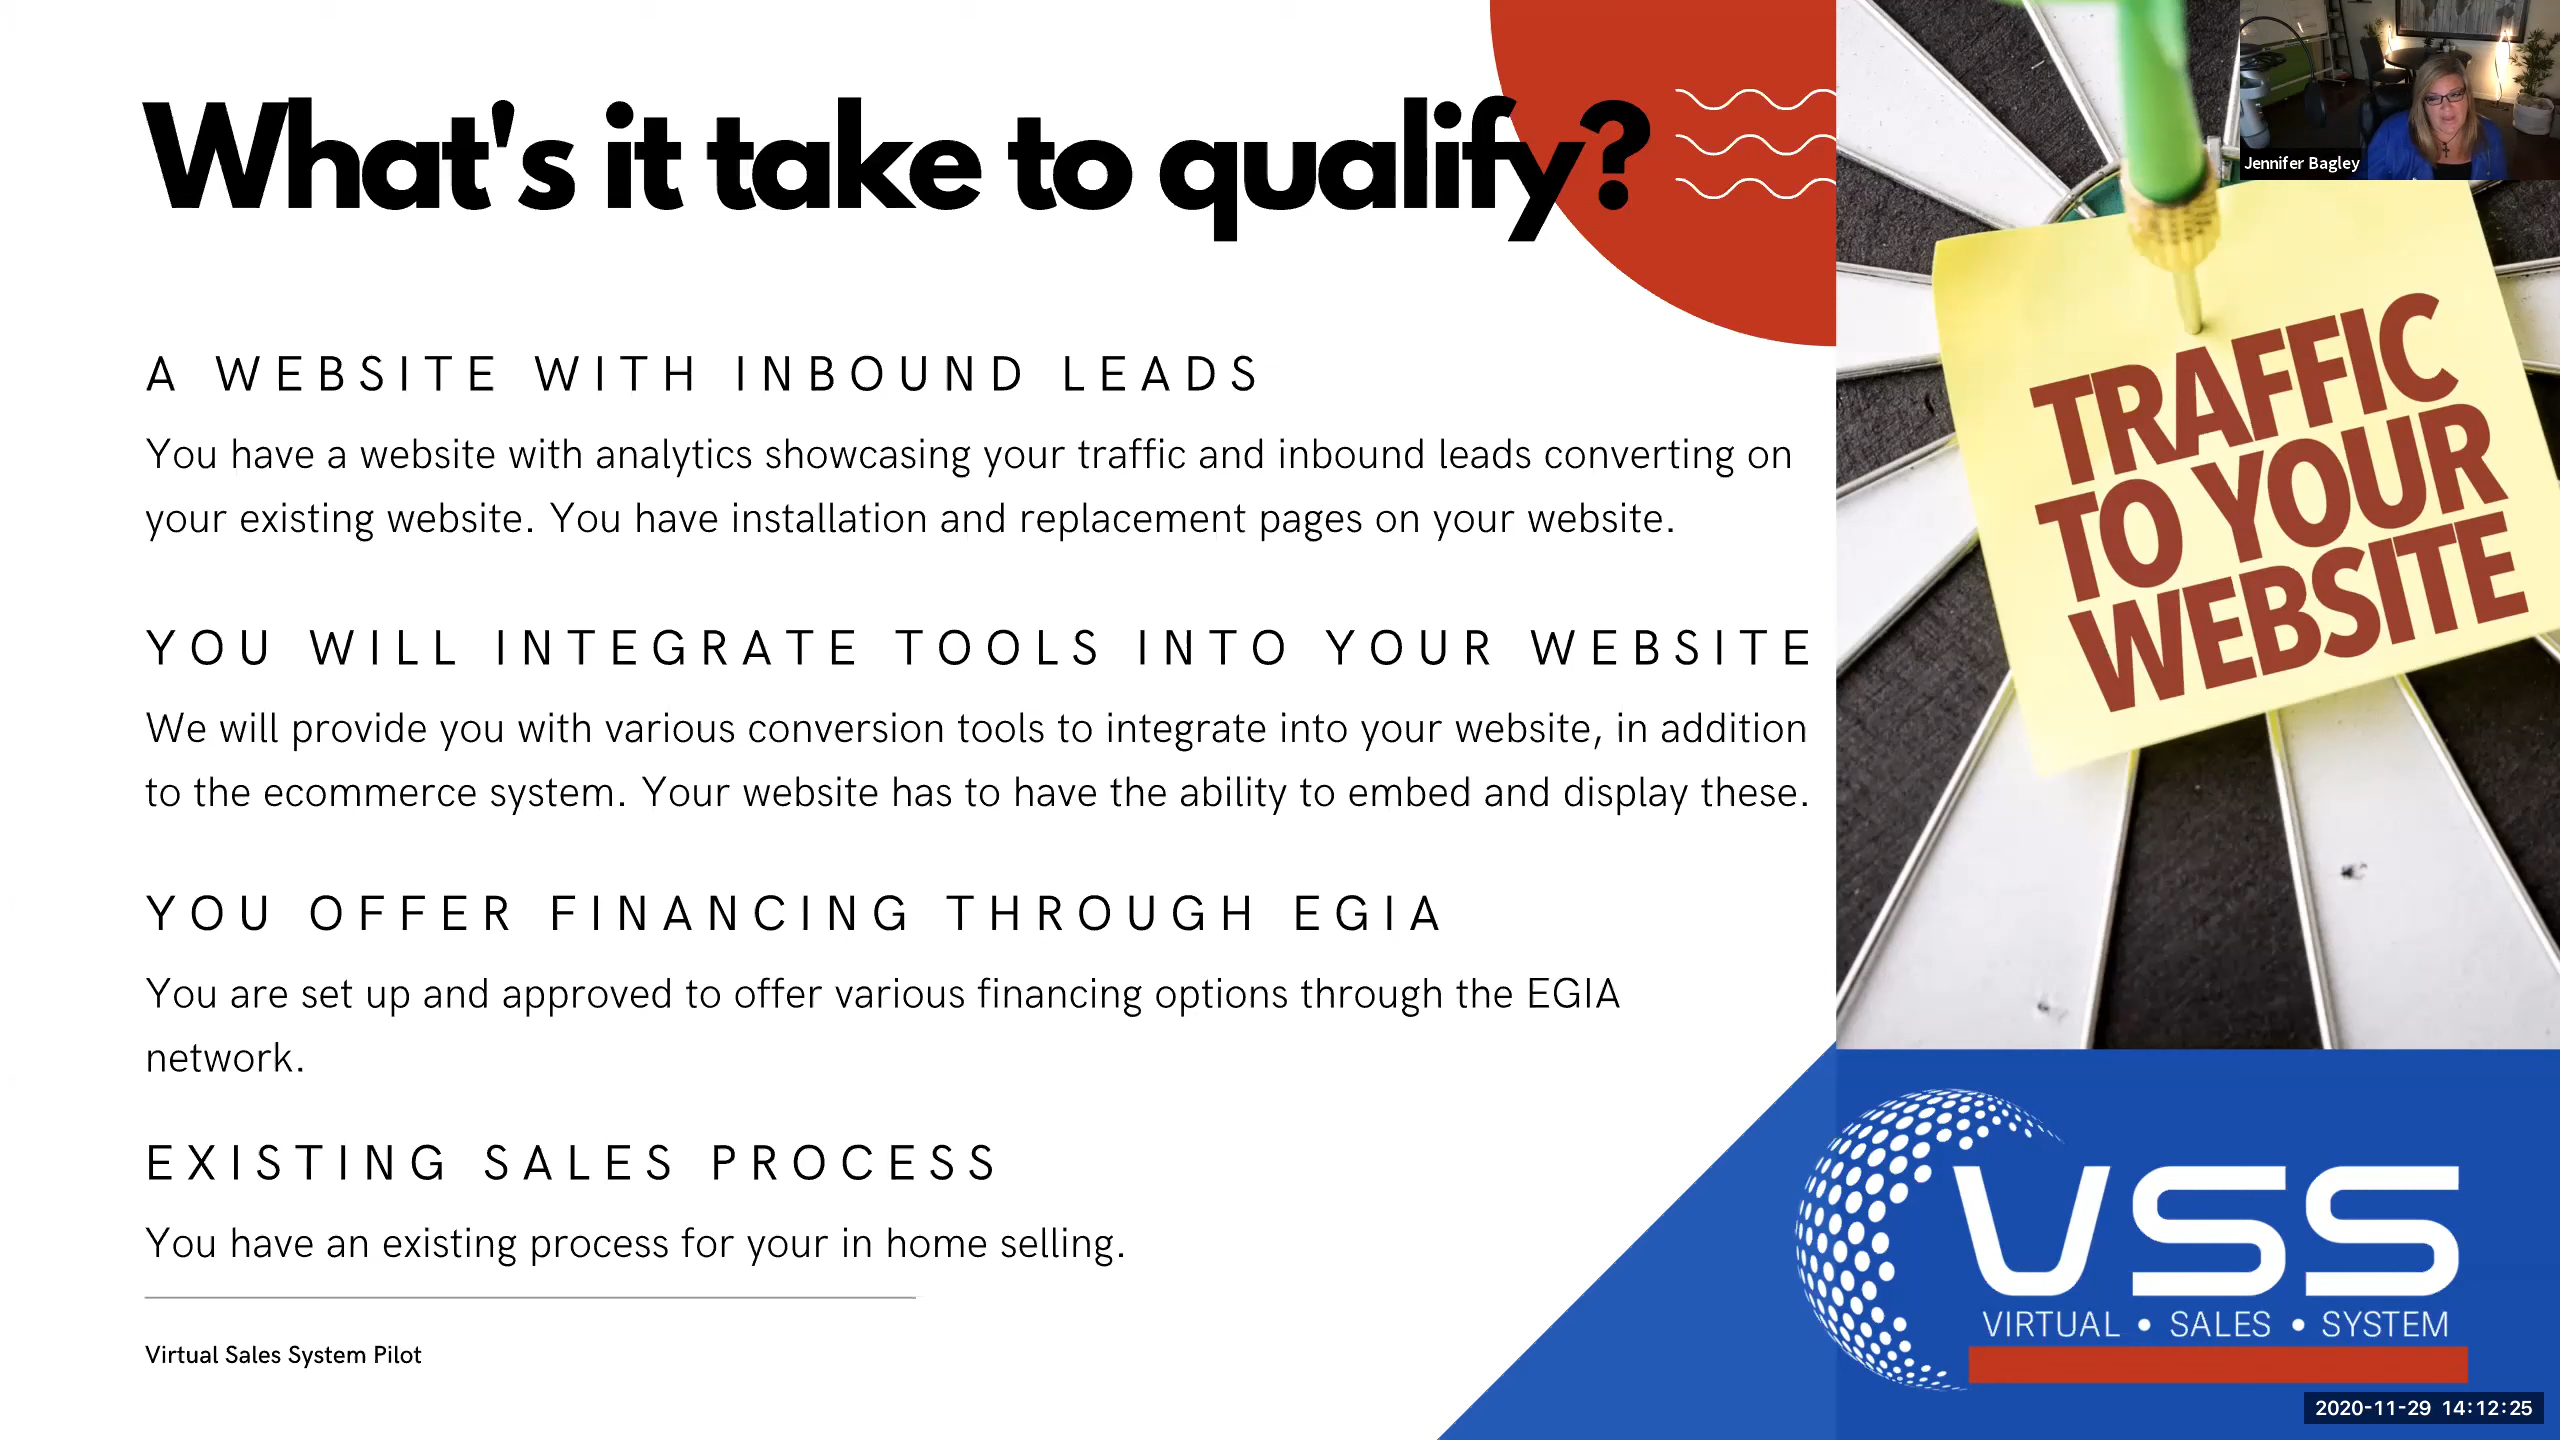 What's it take to qualify?
A WEBSITE WITH INBOUND LEADS
You have a website with analytics showcasing your traffic and inbound leads converting on
your existing website. You have installation and replacement pages on your website.
YOU WILL INTEGRATE TOOLS INTO YOUR WEBSITE
We will provide you with various conversion tools to integrate into your website, in addition
to the ecommerce system. Your website has to have the ability to embed and display these.
YOU OFFER FINANCING THROUGH EGIA
You are set up and approved to offer various financing options through the EGIA
network.
EXISTING SALES PROCESS
You have an existing process for your in home selling.
Virtual Sales System Pilot
Jennifer Bagley
TRAFFIC
TO YOUR
WEBSITE
VSS
VIRTUAL • SALES • SYSTEM
2020-11-29 14:12:25